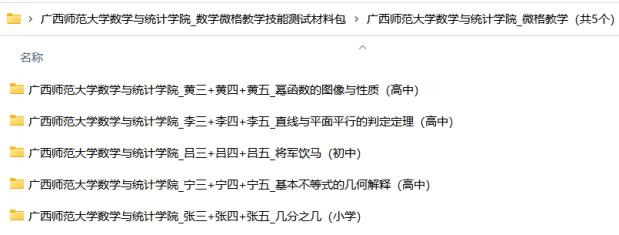 广西师范大学数学与统计学院_数学微格教学技能测试材料包 > 广西师范大学数学与统计学院_微格教学（共5个）
名称
广西师范大学数学与统计学院_黄三+黄四+黄五_幂函数的图像与性质（高中）
广西师范大学数学与统计学院_李三+李四+李五_直线与平面平行的判定定理（高中）
广西师范大学数学与统计学院_吕三+吕四+吕五_将军饮马（初中）
广西师范大学数学与统计学院_宁三+宁四+宁五_基本不等式的几何解释（高中）
广西师范大学数学与统计学院_张三+张四+张五_几分之几（小学）